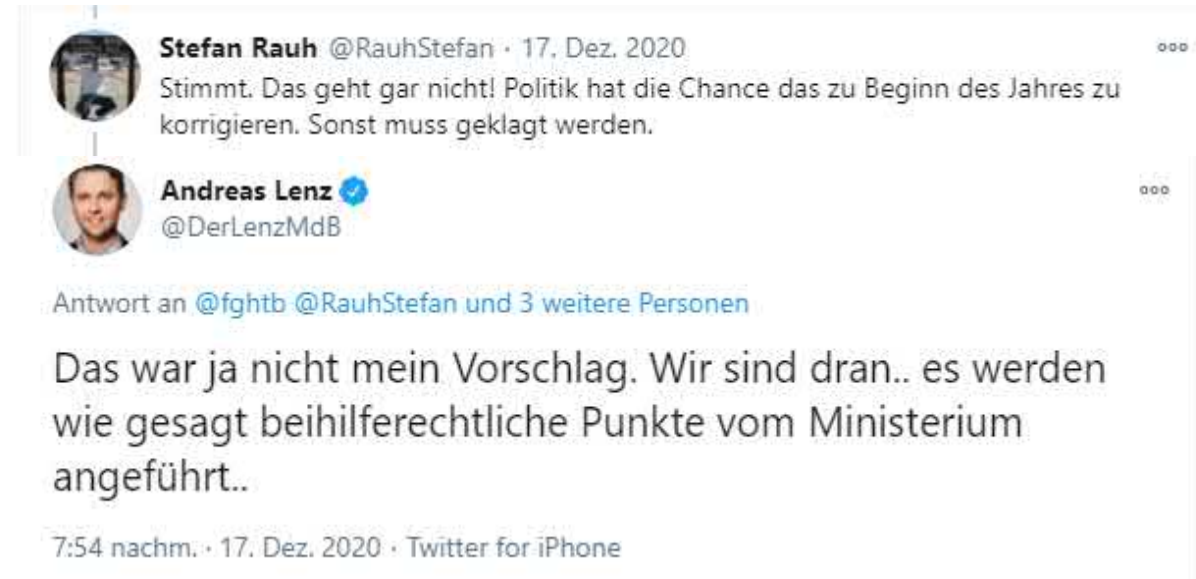 Stefan Rauh @RauhStefan · 17. Dez. 2020
Stimmt. Das geht gar nicht! Politik hat die Chance das zu Beginn des Jahres zu
korrigieren. Sonst muss geklagt werden.
Andreas Lenz
@DerLenzMdB
Antwort an @fghtb @RauhStefan und 3 weitere Personen
Das war ja nicht mein Vorschlag. Wir sind dran.. es werden
wie gesagt beihilferechtliche Punkte vom Ministerium
angeführt..
7:54 nachm. · 17. Dez. 2020 · Twitter for iPhone